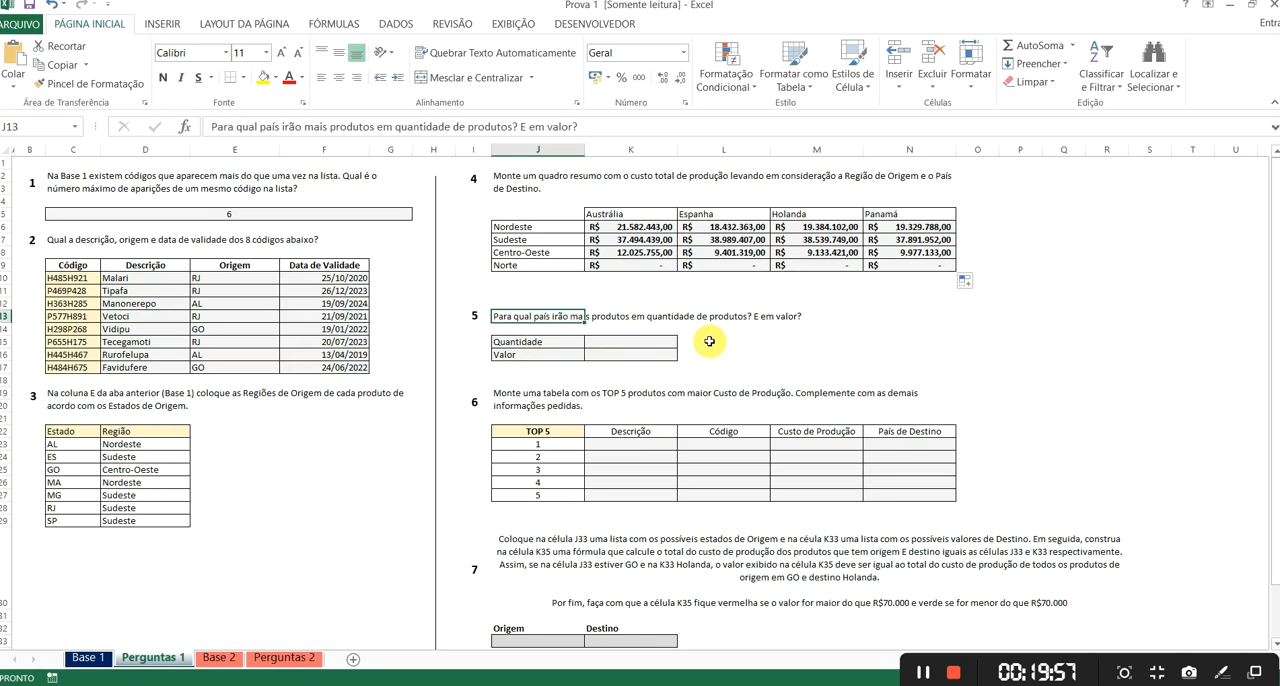 Prova 1 [Somente leitura] - Excel
Entra
ARQUIVO PÁGINA INICIAL INSERIR LAYOUT DA PÁGINA FÓRMULAS DADOS REVISÃO EXIBIÇÃO DESENVOLVEDOR
Colar
Recortar
Copiar
Pincel de Formatação
Área de Transferência
Calibri 11
N I S
Fonte
Quebrar Texto Automaticamente
Mesclar e Centralizar
Alinhamento
Geral
% 000
Número
Formatação Condicional
Formatar como Tabela
Estilos de Célula
Estilo
Inserir Excluir Formatar
Células
AutoSoma
Preencher
Limpar
Classificar e Filtrar
Localizar e Selecionar
Edição
J13 fx Para qual país irão mais produtos em quantidade de produtos? E em valor?
B C D E F G H I J K L M N O P Q R S T U
1 Na Base 1 existem códigos que aparecem mais do que uma vez na lista. Qual é o
número máximo de aparições de um mesmo código na lista?
6
2 Qual a descrição, origem e data de validade dos 8 códigos abaixo?
Código Descrição Origem Data de Validade
H485H921 Malari RJ 25/10/2020
P469P428 Tipafa RJ 26/12/2023
H363H285 Manonerepo AL 19/09/2024
P577H891 Vetoci RJ 21/09/2021
H298P268 Vidipu GO 19/01/2022
P655H175 Tecegamoti RJ 20/07/2023
H445H467 Rurofelupa AL 13/04/2019
H484H675 Favidufere GO 24/06/2022
3 Na coluna E da aba anterior (Base 1) coloque as Regiões de Origem de cada produto de
acordo com os Estados de Origem.
Estado Região
AL Nordeste
ES Sudeste
GO Centro-Oeste
MA Nordeste
MG Sudeste
RJ Sudeste
SP Sudeste
4 Monte um quadro resumo com o custo total de produção levando em consideração a Região de Origem e o País
de Destino.
Austrália Espanha Holanda Panamá
Nordeste R$ 21.582.443,00 R$ 18.432.363,00 R$ 19.384.102,00 R$ 19.329.788,00
Sudeste R$ 37.494.439,00 R$ 38.989.407,00 R$ 38.539.749,00 R$ 37.891.952,00
Centro-Oeste R$ 12.025.755,00 R$ 9.401.319,00 R$ 9.133.421,00 R$ 9.977.133,00
Norte R$ - R$ - R$ - R$ -
5 Para qual país irão mais produtos em quantidade de produtos? E em valor?
Quantidade
Valor
6 Monte uma tabela com os TOP 5 produtos com maior Custo de Produção. Complemente com as demais
informações pedidas.
TOP 5 Descrição Código Custo de Produção País de Destino
1
2
3
4
5
Coloque na célula J33 uma lista com os possíveis estados de Origem e na céula K33 uma lista com os possíveis valores de Destino. Em seguida, construa
na célula K35 uma fórmula que calcule o total do custo de produção dos produtos que tem origem E destino iguais as células J33 e K33 respectivamente.
7 Assim, se na célula J33 estiver GO e na K33 Holanda, o valor exibido na célula K35 deve ser igual ao total do custo de produção de todos os produtos de
origem em GO e destino Holanda.
Por fim, faça com que a célula K35 fique vermelha se o valor for maior do que R$70.000 e verde se for menor do que R$70.000
Origem Destino
Base 1 Perguntas 1 Base 2 Perguntas 2
PRONTO
00:19:57